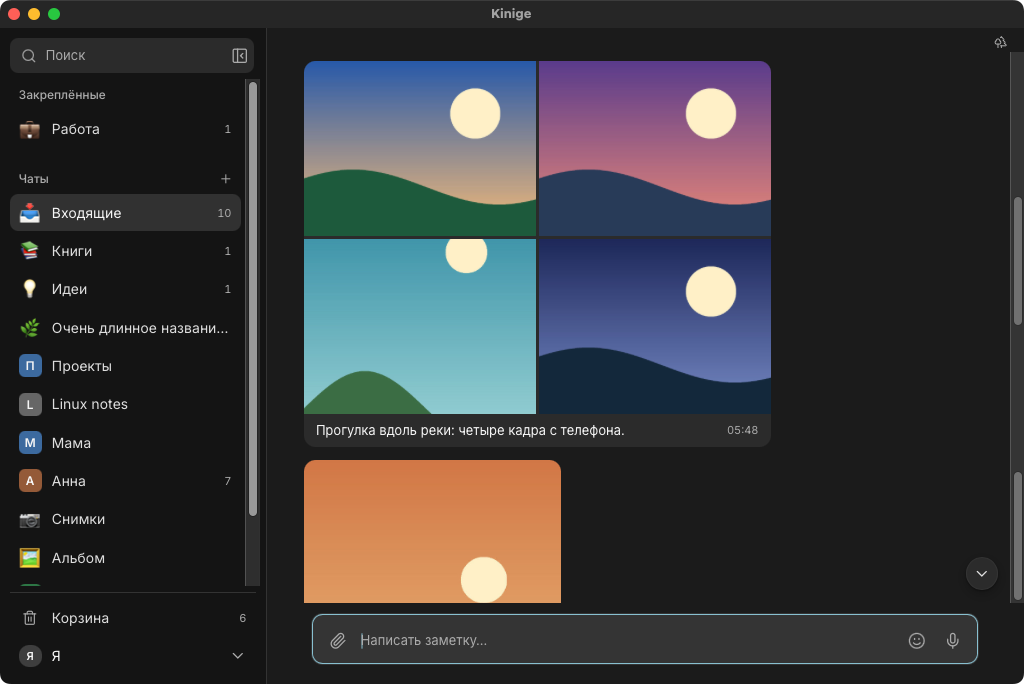 Kinige
Поиск
Закреплённые
Работа 1
Чаты
Входящие 10
Книги 1
Идеи 1
Очень длинное названи...
П Проекты
L Linux notes
М Мама
А Анна 7
Снимки
Альбом
Корзина 6
Я Я
Прогулка вдоль реки: четыре кадра с телефона. 05:48
Написать заметку...